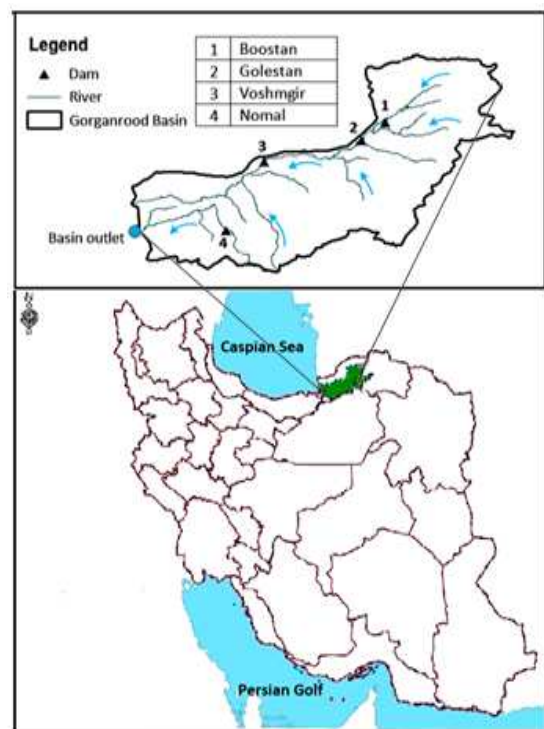 Legend
Dam
River
Gorganrood Basin
1 Boostan
2 Golestan
3 Voshmgir
4 Nomal
1
2
3
4
Basin outlet
Caspian Sea
Persian Golf